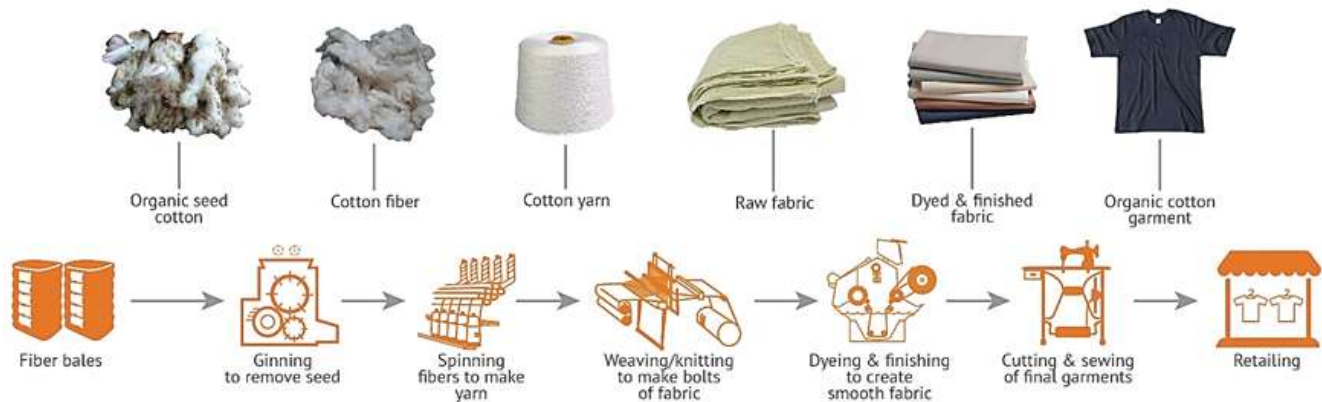 Organic seed
cotton
Cotton fiber
Cotton yarn
Raw fabric
Dyed & finished
fabric
Organic cotton
garment
Fiber bales
Ginning
to remove seed
Spinning
fibers to make
yarn
Weaving/knitting
to make bolts
of fabric
Dyeing & finishing
to create
smooth fabric
Cutting & sewing
of final garments
Retailing